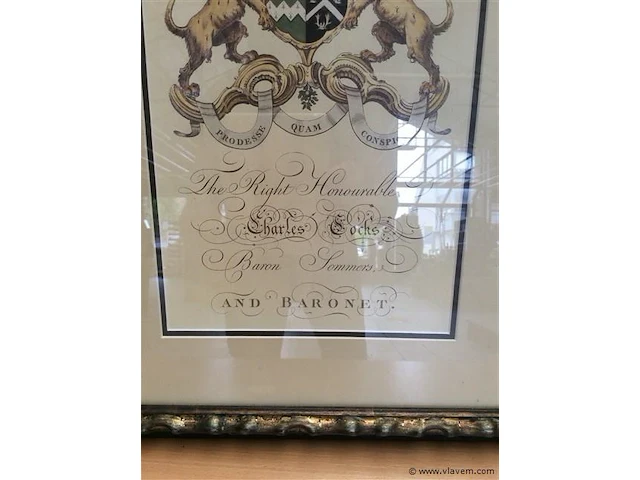 PRODESSE QUAM CONSPI
The Right Honourable
Charles Cocks
Baron Sommers,
AND BARONET.
© www.vlavem.com